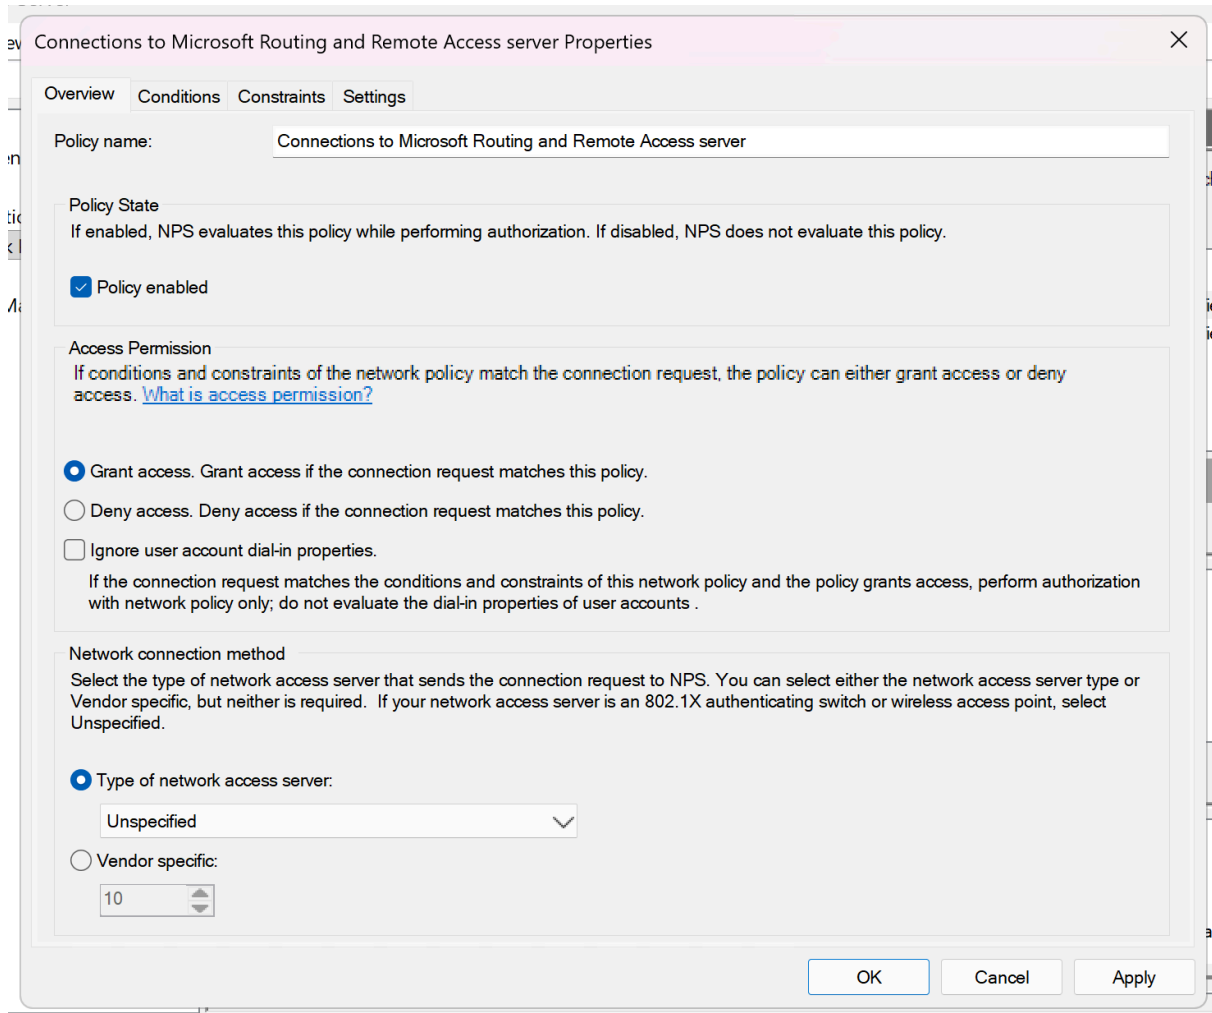 Connections to Microsoft Routing and Remote Access server Properties
Overview
Conditions
Constraints
Settings
Policy name:
Connections to Microsoft Routing and Remote Access server
Policy State
If enabled, NPS evaluates this policy while performing authorization. If disabled, NPS does not evaluate this policy.
Policy enabled
Access Permission
If conditions and constraints of the network policy match the connection request, the policy can either grant access or deny
access. What is access permission?
Grant access. Grant access if the connection request matches this policy.
Deny access. Deny access if the connection request matches this policy.
Ignore user account dial-in properties.
If the connection request matches the conditions and constraints of this network policy and the policy grants access, perform authorization
with network policy only; do not evaluate the dial-in properties of user accounts .
Network connection method
Select the type of network access server that sends the connection request to NPS. You can select either the network access server type or
Vendor specific, but neither is required.  If your network access server is an 802.1X authenticating switch or wireless access point, select
Unspecified.
Type of network access server:
Unspecified
Vendor specific:
10
OK
Cancel
Apply